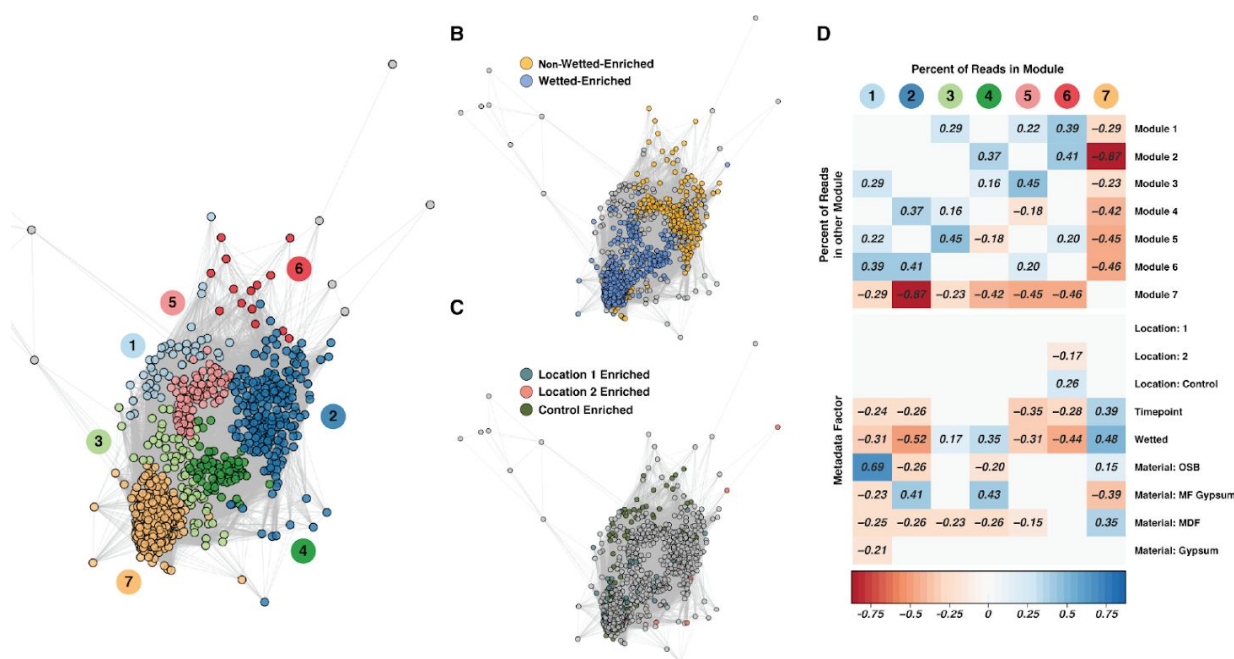 B
Non-Wetted-Enriched
Wetted-Enriched
C
Location 1 Enriched
Location 2 Enriched
Control Enriched
1
2
3
4
5
6
7
D
Percent of Reads in Module
1 2 3 4 5 6 7
Percent of Reads
in other Module
0.29 0.22 0.39 -0.29 Module 1
0.37 0.41 -0.87 Module 2
0.29 0.16 0.45 -0.23 Module 3
0.37 0.16 -0.18 -0.42 Module 4
0.22 0.45 -0.18 0.20 -0.45 Module 5
0.39 0.41 0.20 -0.46 Module 6
-0.29 -0.87 -0.23 -0.42 -0.45 -0.46 Module 7
Metadata Factor
Location: 1
-0.17 Location: 2
0.26 Location: Control
-0.24 -0.26 -0.35 -0.28 0.39 Timepoint
-0.31 -0.52 0.17 0.35 -0.31 -0.44 0.48 Wetted
0.69 -0.26 -0.20 0.15 Material: OSB
-0.23 0.41 0.43 -0.39 Material: MF Gypsum
-0.25 -0.26 -0.23 -0.26 -0.15 0.35 Material: MDF
-0.21 Material: Gypsum
-0.75 -0.5 -0.25 0 0.25 0.5 0.75